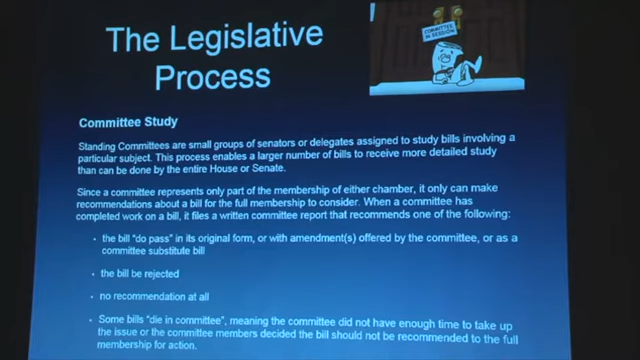 The Legislative
Process
COMMITTEE
IN SESSION
Committee Study
Standing Committees are small groups of senators or delegates assigned to study bills involving a
particular subject. This process enables a larger number of bills to receive more detailed study
than can be done by the entire House or Senate.
Since a committee represents only part of the membership of either chamber, it only can make
recommendations about a bill for the full membership to consider. When a committee has
completed work on a bill, it files a written committee report that recommends one of the following:
• the bill “do pass” in its original form, or with amendment(s) offered by the committee, or as a
committee substitute bill
• the bill be rejected
• no recommendation at all
• Some bills “die in committee”, meaning the committee did not have enough time to take up
the issue or the committee members decided the bill should not be recommended to the full
membership for action.